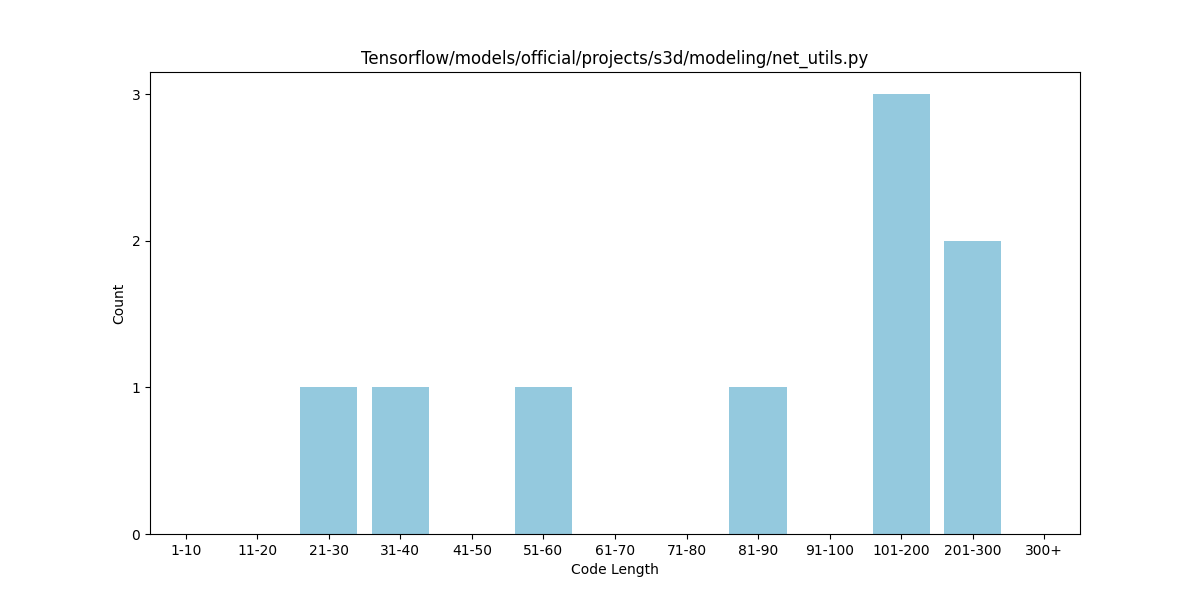 Tensorflow/models/official/projects/s3d/modeling/net_utils.py
3
2
1
0
Count
1-10 11-20 21-30 31-40 41-50 51-60 61-70 71-80 81-90 91-100 101-200 201-300 300+
Code Length